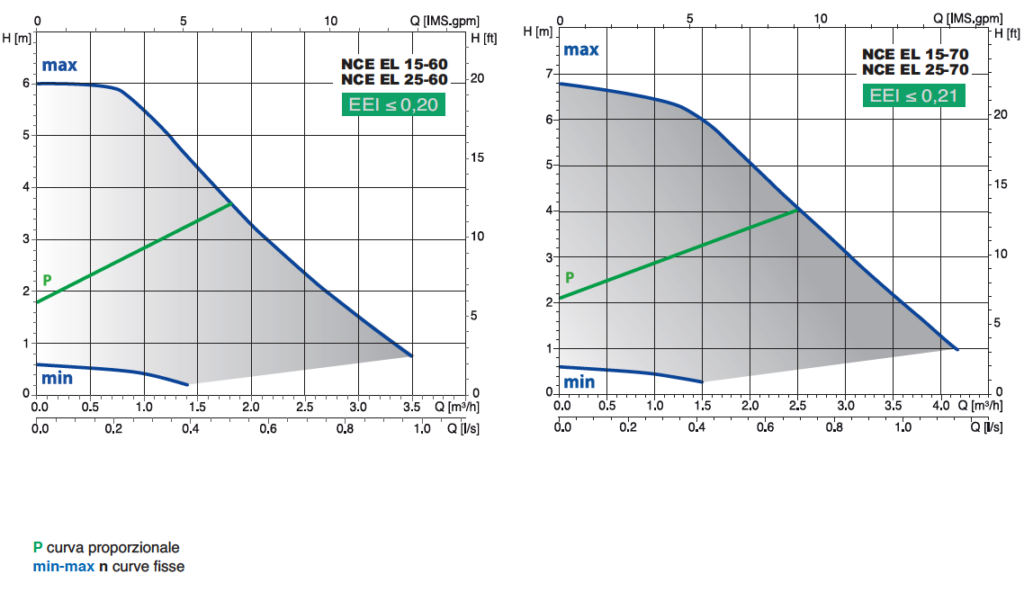 0 5 10 Q [IMS.gpm]
H [m]
H [ft]
max
NCE EL 15-60
NCE EL 25-60
EEI ≤ 0,20
6
5
4
3
2
1
0
20
15
10
5
0
P
min
0.0 0.5 1.0 1.5 2.0 2.5 3.0 3.5 Q [m³/h]
0.0 0.2 0.4 0.6 0.8 1.0 Q [l/s]
0 5 10 Q [IMS.gpm]
H [m]
H [ft]
max
NCE EL 15-70
NCE EL 25-70
EEI ≤ 0,21
7
6
5
4
3
2
1
0
20
15
10
5
0
P
min
0.0 0.5 1.0 1.5 2.0 2.5 3.0 3.5 4.0 Q [m³/h]
0.0 0.2 0.4 0.6 0.8 1.0 Q [l/s]
P curva proporzionale
min-max n curve fisse